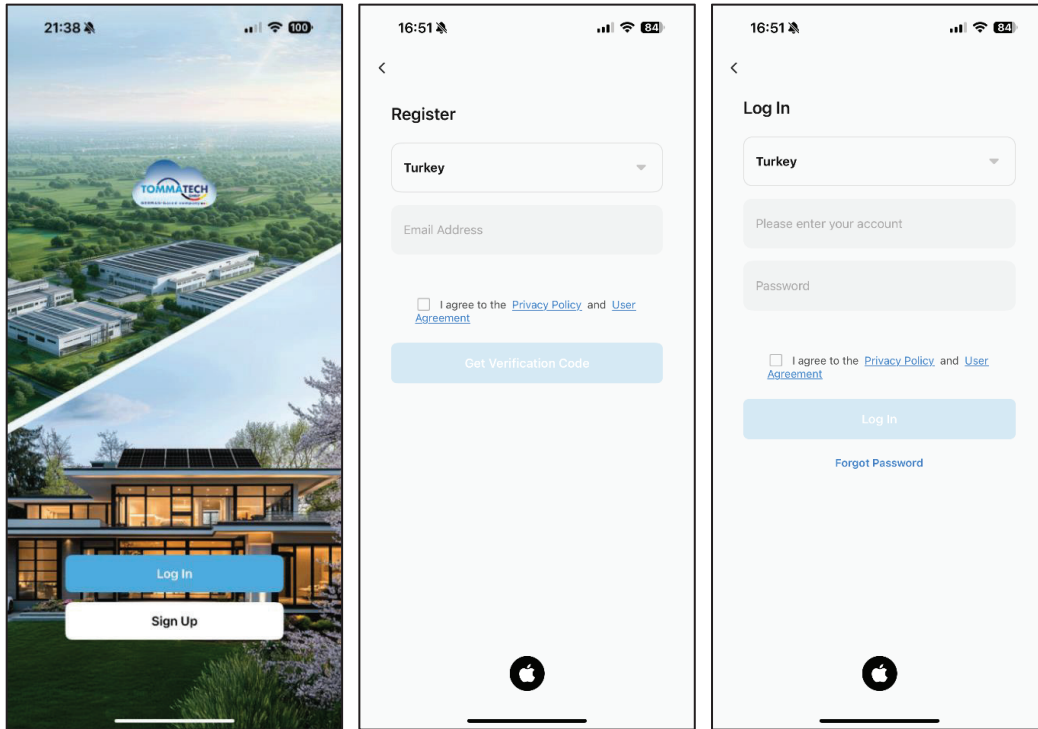 21:38
100
TOMMATECH
Log In
Sign Up
16:51
84
Register
Turkey
Email Address
I agree to the Privacy Policy and User
Agreement
Get Verification Code
16:51
84
Log In
Turkey
Please enter your account
Password
I agree to the Privacy Policy and User
Agreement
Log In
Forgot Password